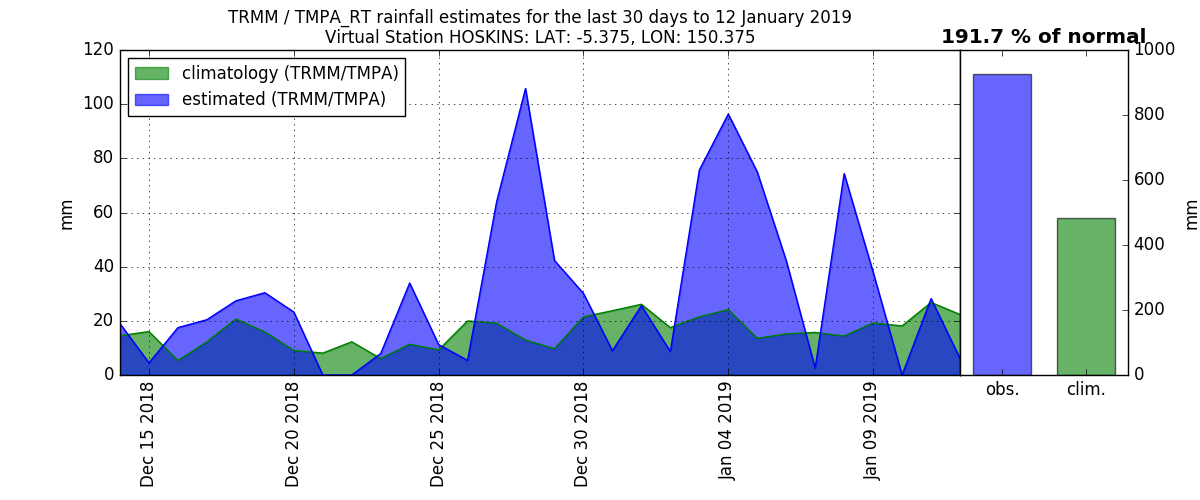 TRMM / TMPA_RT rainfall estimates for the last 30 days to 12 January 2019
Virtual Station HOSKINS: LAT: -5.375, LON: 150.375
191.7 % of normal
climatology (TRMM/TMPA)
estimated (TRMM/TMPA)
mm
120
100
80
60
40
20
0
Dec 15 2018
Dec 20 2018
Dec 25 2018
Dec 30 2018
Jan 04 2019
Jan 09 2019
1000
800
600
400
200
0
mm
obs.
clim.